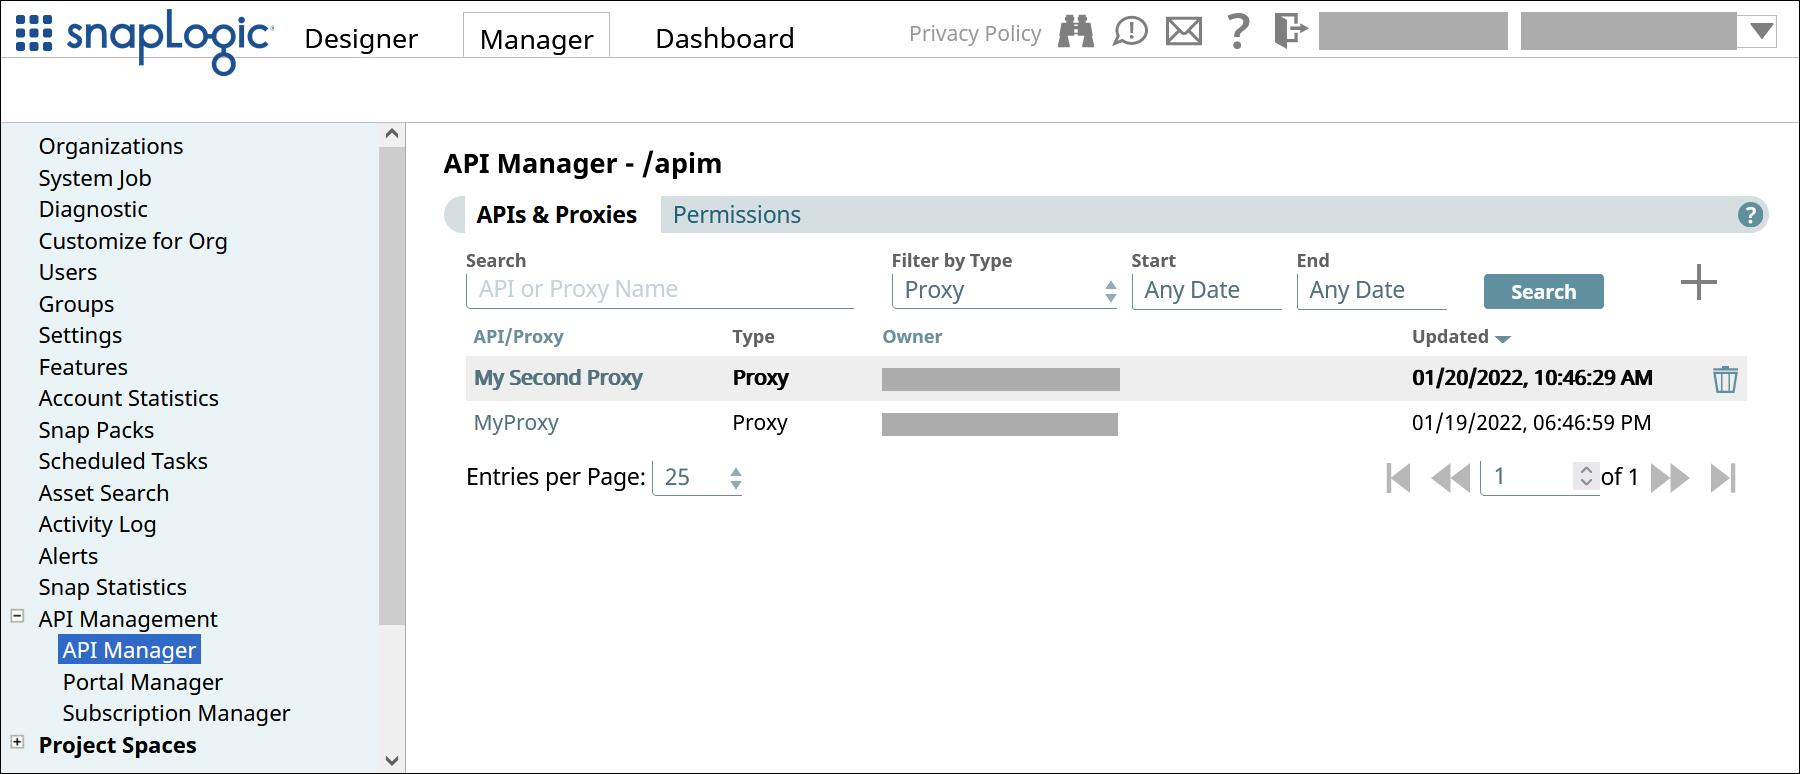 snapLogic Designer Manager Dashboard Privacy Policy
Organizations
System Job
Diagnostic
Customize for Org
Users
Groups
Settings
Features
Account Statistics
Snap Packs
Scheduled Tasks
Asset Search
Activity Log
Alerts
Snap Statistics
API Management
API Manager
Portal Manager
Subscription Manager
Project Spaces
API Manager - /apim
APIs & Proxies Permissions ?
Search Filter by Type Start End
API or Proxy Name Proxy Any Date Any Date Search
API/Proxy Type Owner Updated
My Second Proxy Proxy 01/20/2022, 10:46:29 AM
MyProxy Proxy 01/19/2022, 06:46:59 PM
Entries per Page: 25 1 of 1